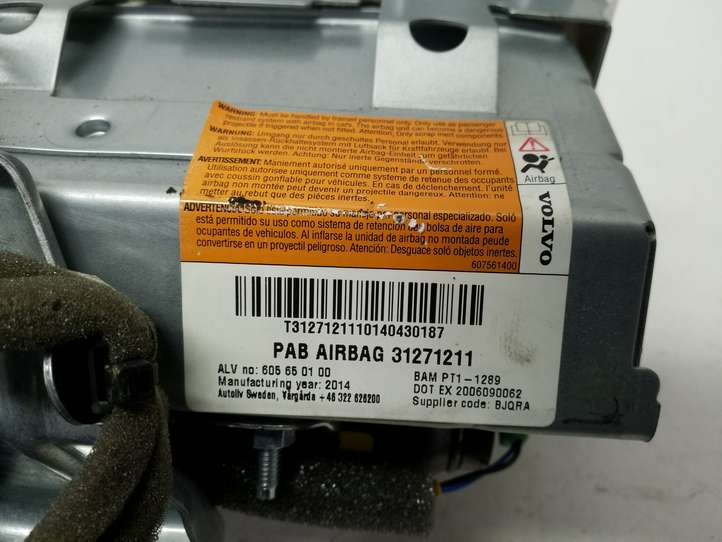 WARNING: Must be handled by trained personnel only. Only use as
restraint system with airbag in cars. The airbag unit can become a dangerous
projectile if triggered when not fitted. Attention: Only scrap inert components.
WARNUNG: Umgang nur durch geschultes Personal erlaubt. Verwendung nur
als Insassen-Rückhaltesystem mit Luftsack für Kraftfahrzeuge erlaubt. Bei
Auslösung kann die nicht montierte Airbag-Einheit zum gefährlichen
Wurfstück werden. Achtung: Nur inerte Gegenstände verschrotten.
AVERTISSEMENT: Maniement autorisé uniquement par un personnel formé.
Utilisation autorisée uniquement comme système de retenue des occupants
avec coussin gonflable pour véhicules. En cas de déclenchement, l'unité
airbag non montée peut devenir un projectile dangereux. Attention: ne
mettre au rebut que des pièces inertes.
ADVERTENCIA: personal especializado. Sólo
está permitido su uso como sistema de retención bolsa de aire para
ocupantes de vehículos. Al inflarse la unidad de airbag no montada puede
convertirse en un proyectil peligroso. Atención: Desguace soló objetos inertes.
607561400
Airbag
VOLVO
T31271211110140430187
PAB AIRBAG 31271211
ALV no: 605 65 01 00
Manufacturing year: 2014
Autoliv Sweden, Vårgårda +46 322 626200
BAM PT1-1289
DOT EX 2006090062
Supplier code: BJQRA